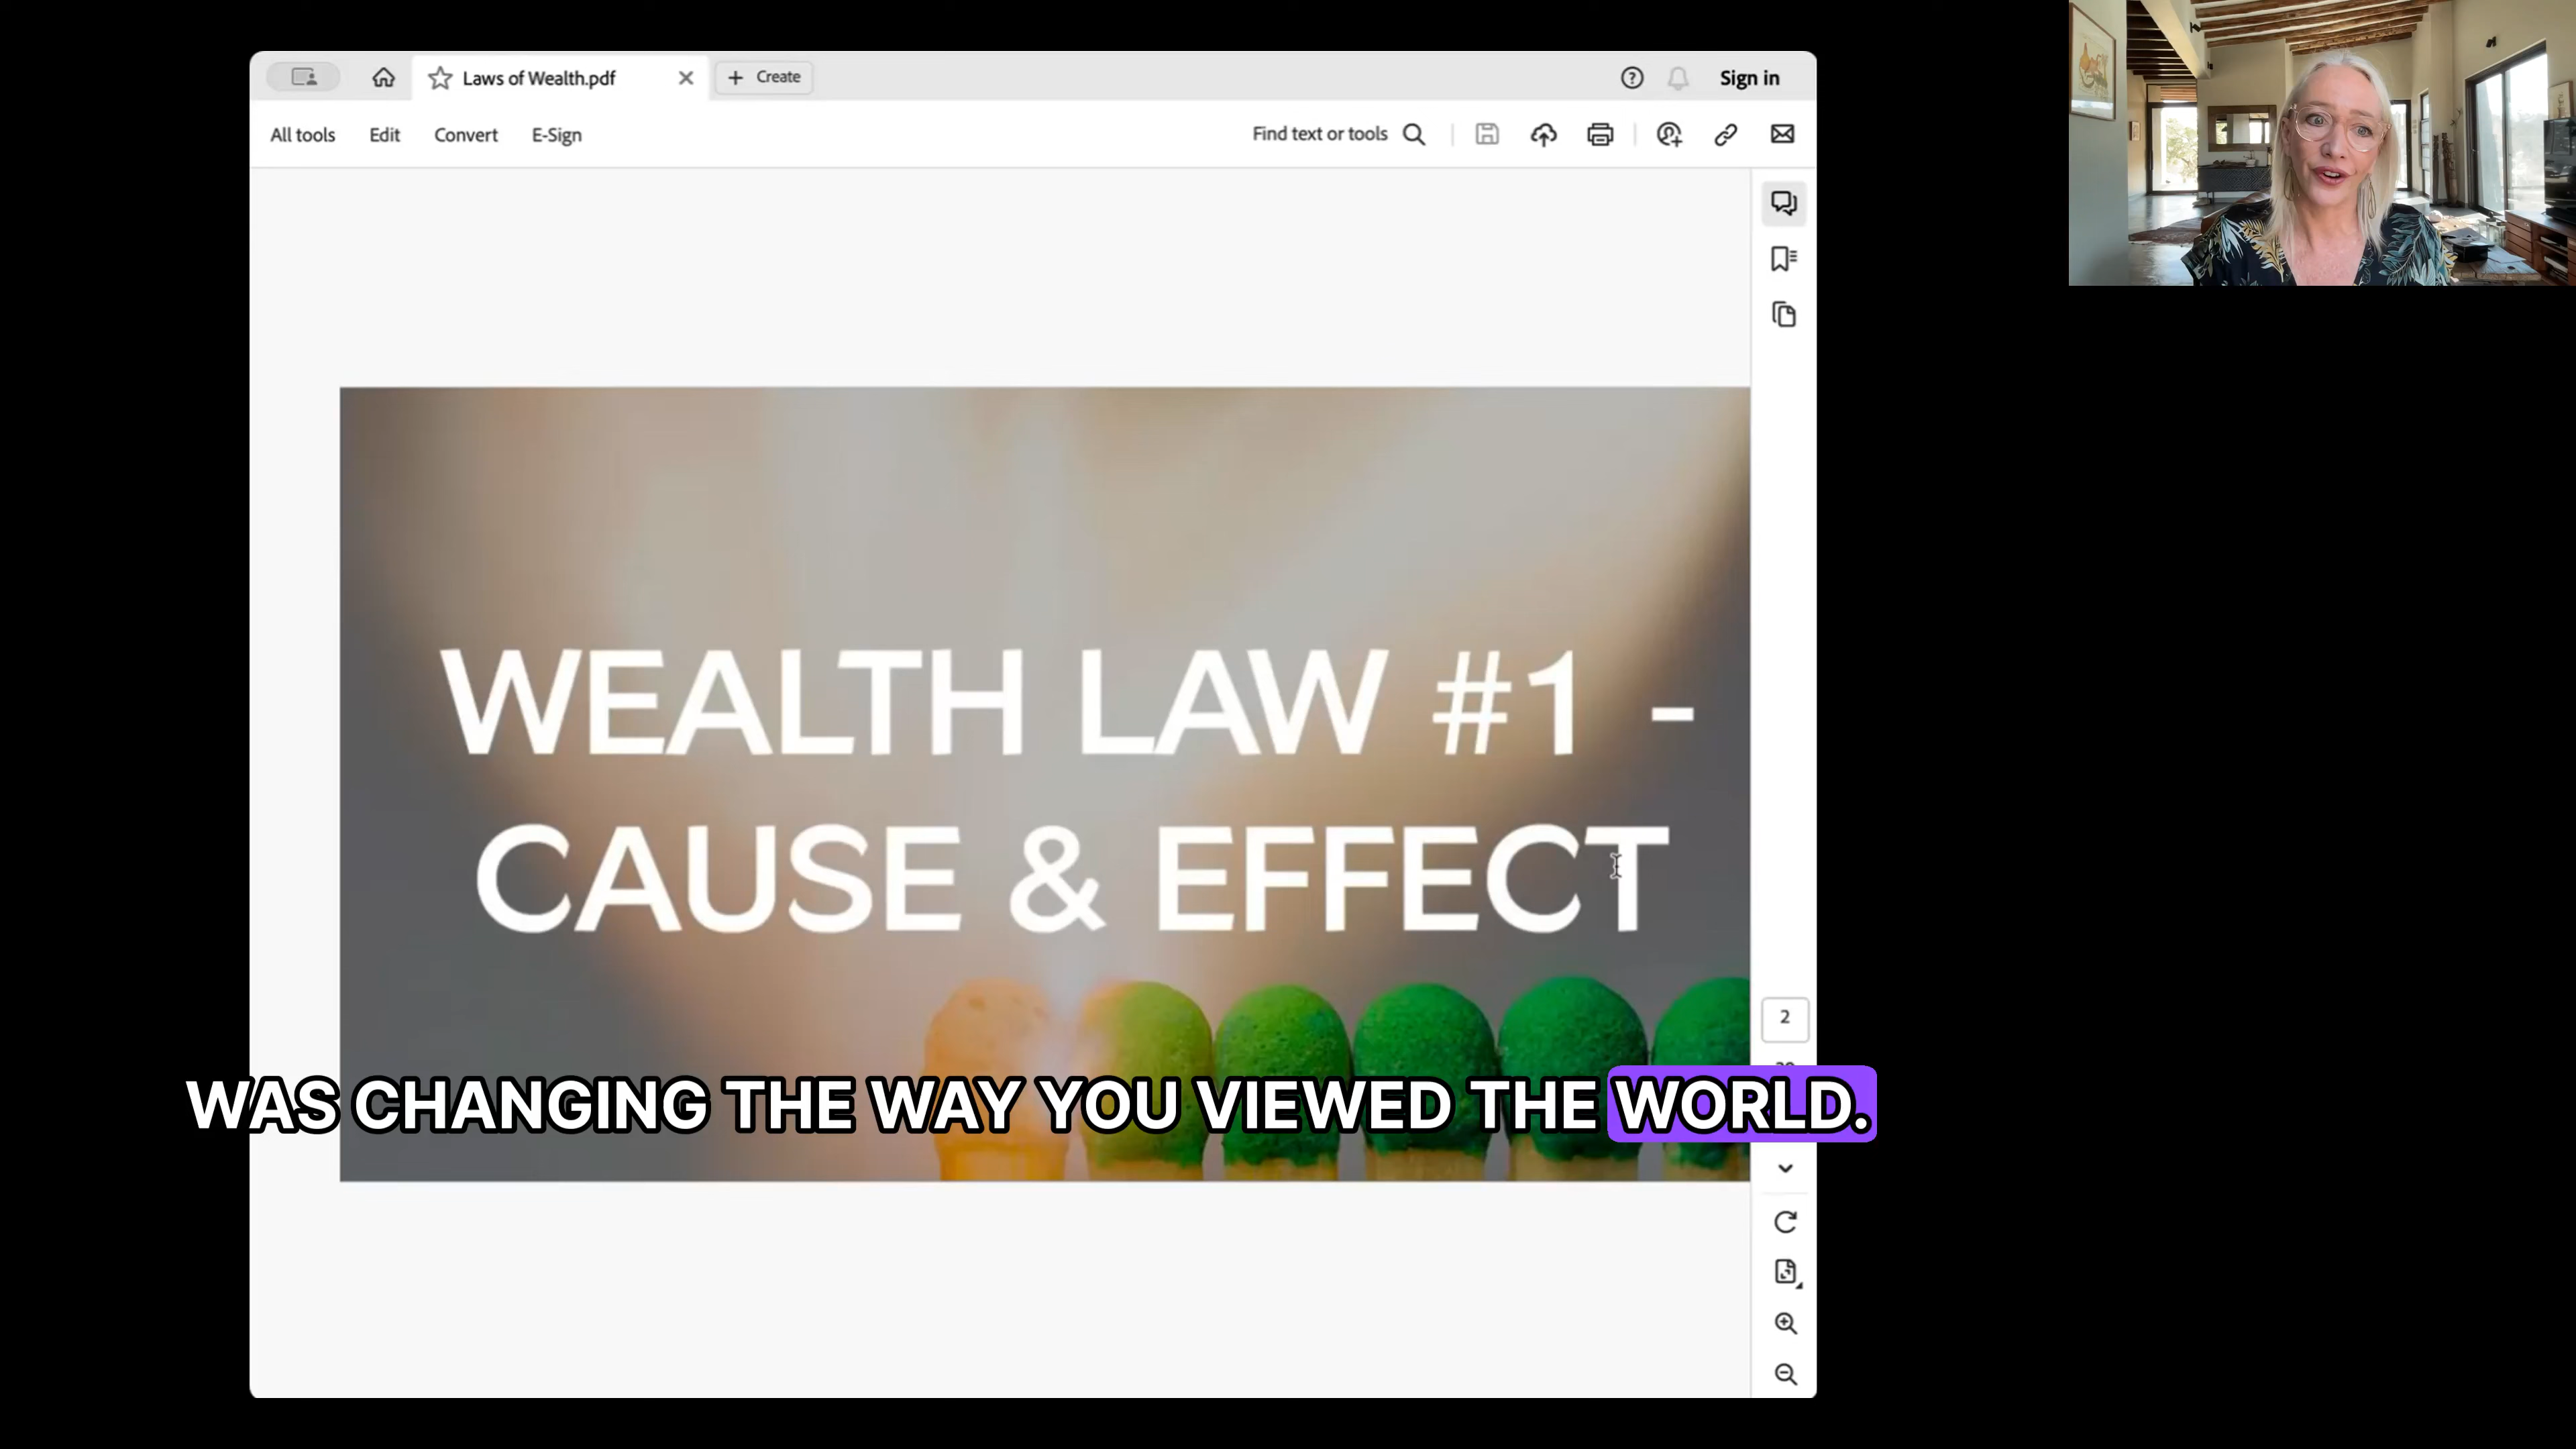 Laws of Wealth.pdf
Create
Sign in
All tools Edit Convert E-Sign
Find text or tools
WEALTH LAW #1 -
CAUSE & EFFECT
2
WAS CHANGING THE WAY YOU VIEWED THE WORLD.